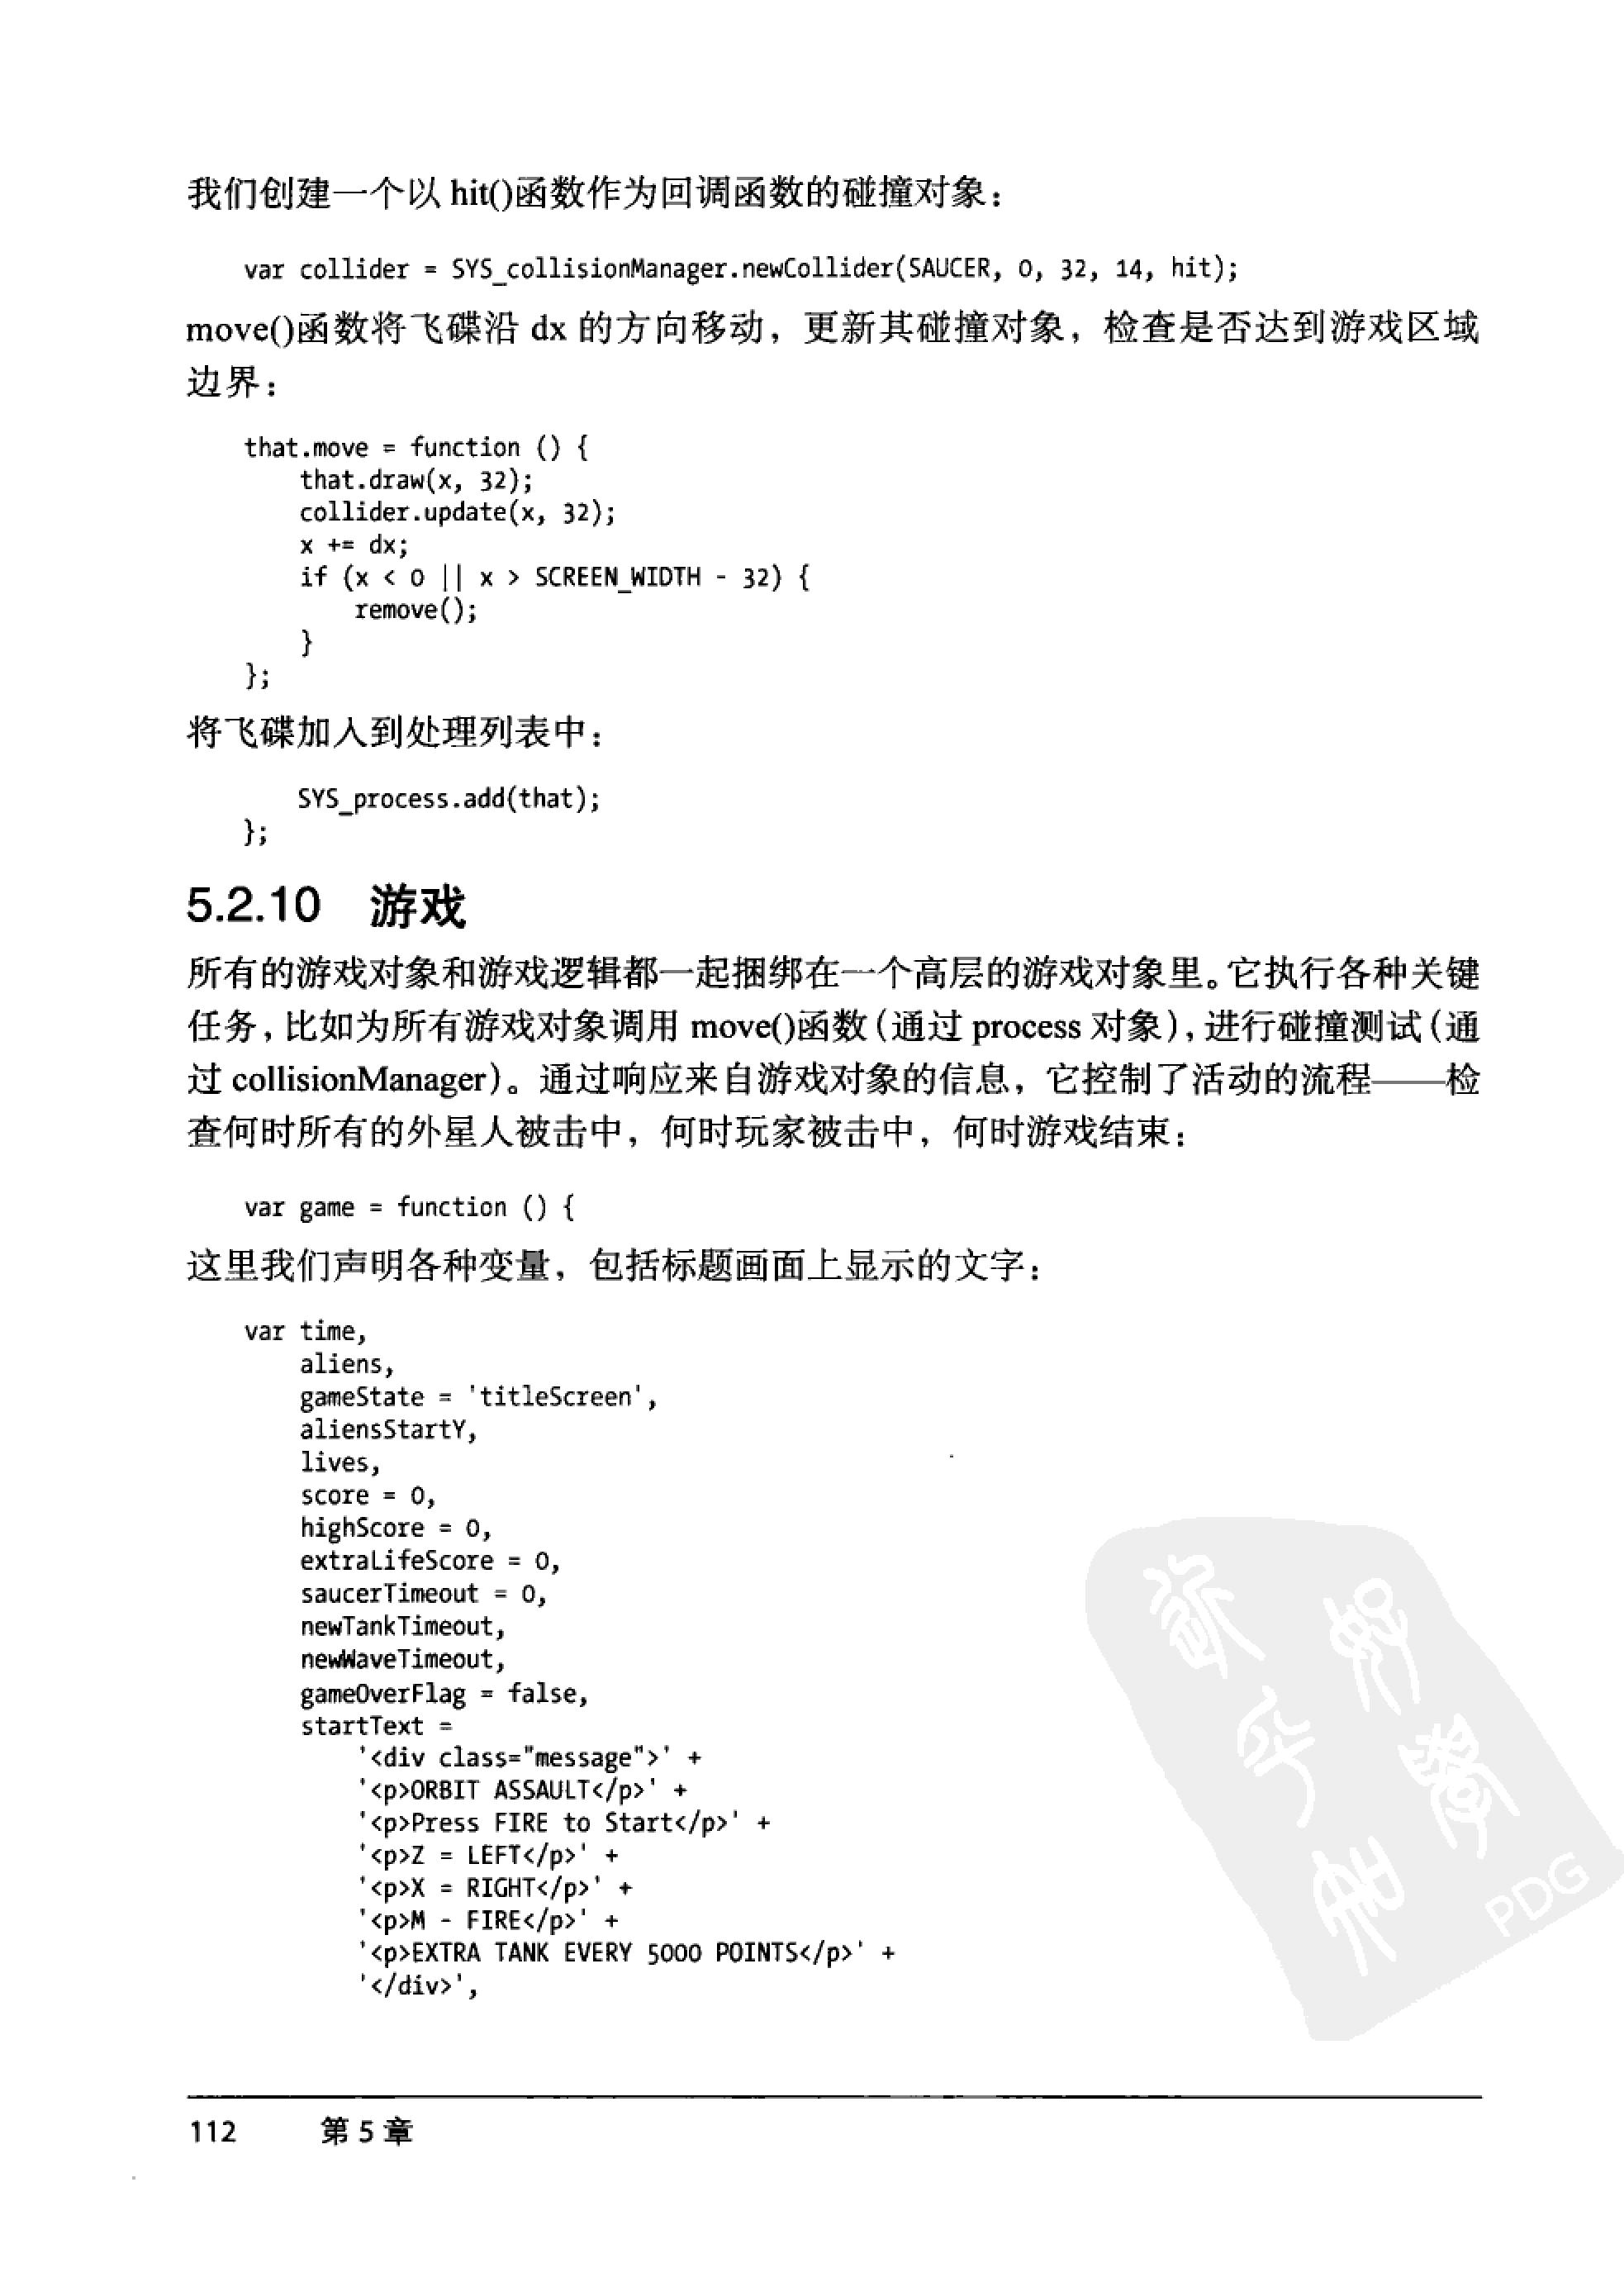 我们创建一个以 hit()函数作为回调函数的碰撞对象：
var collider = SYS_collisionManager.newCollider(SAUCER, 0, 32, 14, hit);
move()函数将飞碟沿 dx 的方向移动，更新其碰撞对象，检查是否达到游戏区域
边界：
that.move = function () {
    that.draw(x, 32);
    collider.update(x, 32);
    x += dx;
    if (x < 0 || x > SCREEN_WIDTH - 32) {
        remove();
    }
};
将飞碟加入到处理列表中：
    SYS_process.add(that);
};
5.2.10 游戏
所有的游戏对象和游戏逻辑都一起捆绑在一个高层的游戏对象里。它执行各种关键
任务，比如为所有游戏对象调用 move()函数（通过 process 对象），进行碰撞测试（通
过 collisionManager）。通过响应来自游戏对象的信息，它控制了活动的流程——检
查何时所有的外星人被击中，何时玩家被击中，何时游戏结束：
var game = function () {
这里我们声明各种变量，包括标题画面上显示的文字：
var time,
    aliens,
    gameState = 'titleScreen',
    aliensStartY,
    lives,
    score = 0,
    highScore = 0,
    extraLifeScore = 0,
    saucerTimeout = 0,
    newTankTimeout,
    newWaveTimeout,
    gameOverFlag = false,
    startText =
        '<div class="message">' +
        '<p>ORBIT ASSAULT</p>' +
        '<p>Press FIRE to Start</p>' +
        '<p>Z = LEFT</p>' +
        '<p>X = RIGHT</p>' +
        '<p>M - FIRE</p>' +
        '<p>EXTRA TANK EVERY 5000 POINTS</p>' +
        '</div>',
PDG
112 第 5 章